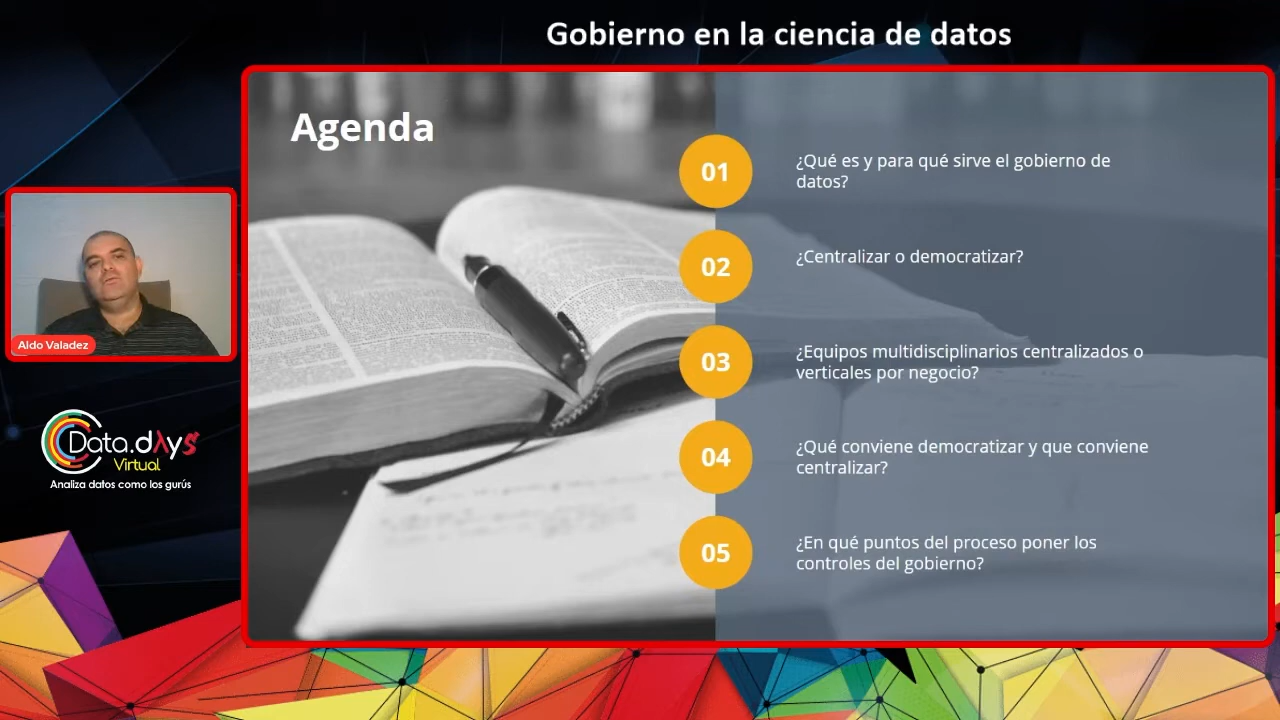 Gobierno en la ciencia de datos
Agenda
01
¿Qué es y para qué sirve el gobierno de
datos?
02
¿Centralizar o democratizar?
03
¿Equipos multidisciplinarios centralizados o
verticales por negocio?
04
¿Qué conviene democratizar y que conviene
centralizar?
05
¿En qué puntos del proceso poner los
controles del gobierno?
Aldo Valadez
Data.dAyS
Virtual
Analiza datos como los gurús